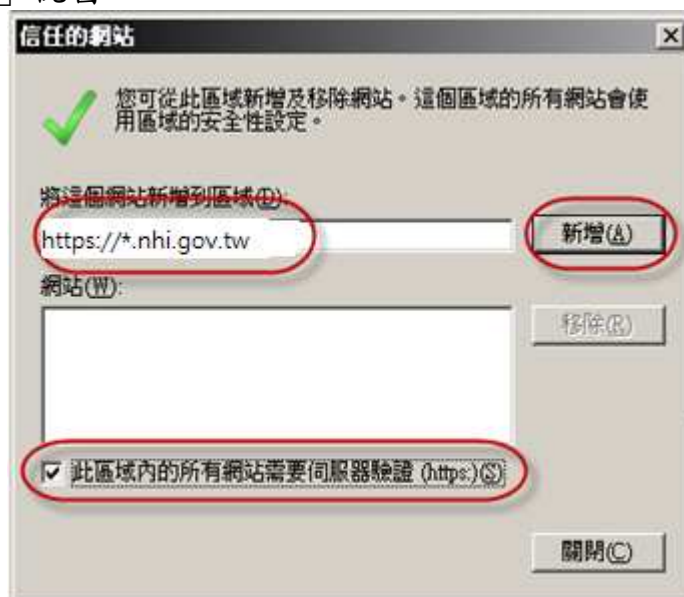 信任的網站
您可從此區域新增及移除網站。這個區域的所有網站會使
用區域的安全性設定。
將這個網站新增到區域(D):
https://*.nhi.gov.tw
新增(A)
網站(W):
移除(R)
此區域內的所有網站需要伺服器驗證 (https:)(S)
關閉(C)